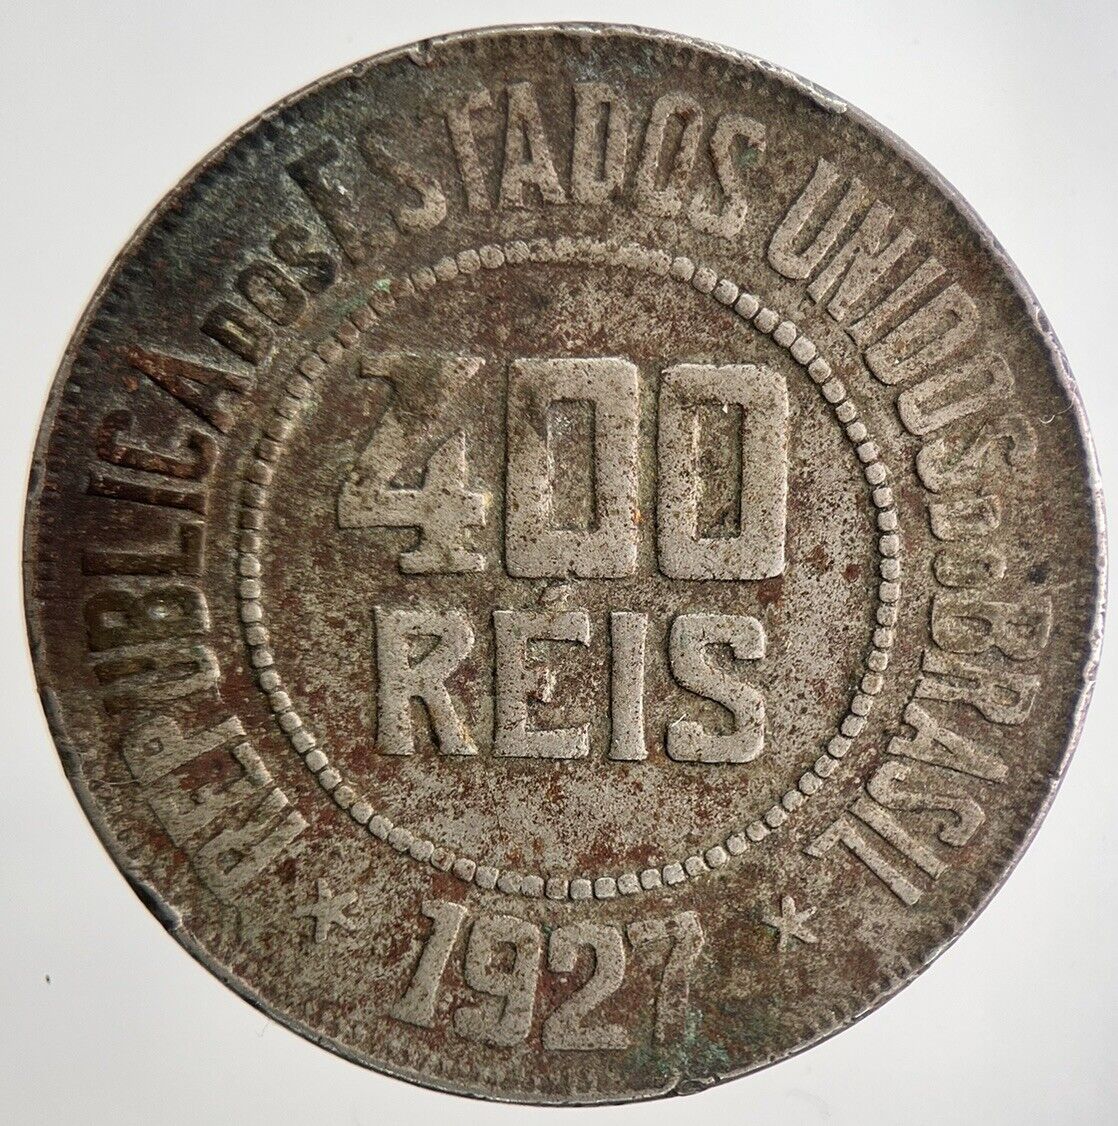 REPUBLICA DOS ESTADOS UNIDOS DO BRASIL
400
RÉIS
* 1927 *